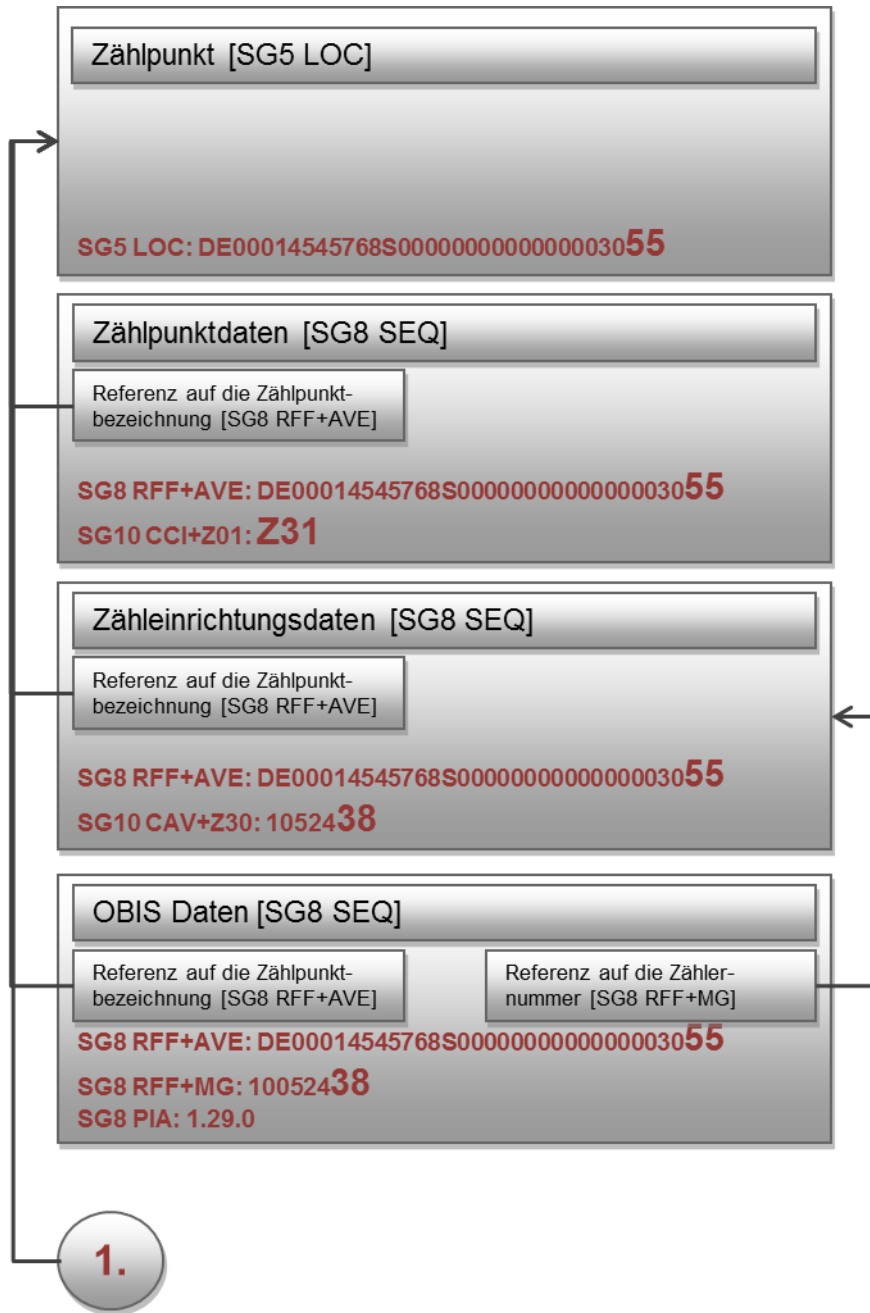 Zählpunkt [SG5 LOC]
SG5 LOC: DE00014545768S0000000000000003055
Zählpunktdaten [SG8 SEQ]
Referenz auf die Zählpunkt-
bezeichnung [SG8 RFF+AVE]
SG8 RFF+AVE: DE00014545768S0000000000000003055
SG10 CCI+Z01: Z31
Zähleinrichtungsdaten [SG8 SEQ]
Referenz auf die Zählpunkt-
bezeichnung [SG8 RFF+AVE]
SG8 RFF+AVE: DE00014545768S0000000000000003055
SG10 CAV+Z30: 1052438
OBIS Daten [SG8 SEQ]
Referenz auf die Zählpunkt-
bezeichnung [SG8 RFF+AVE]
Referenz auf die Zähler-
nummer [SG8 RFF+MG]
SG8 RFF+AVE: DE00014545768S0000000000000003055
SG8 RFF+MG: 10052438
SG8 PIA: 1.29.0
1.